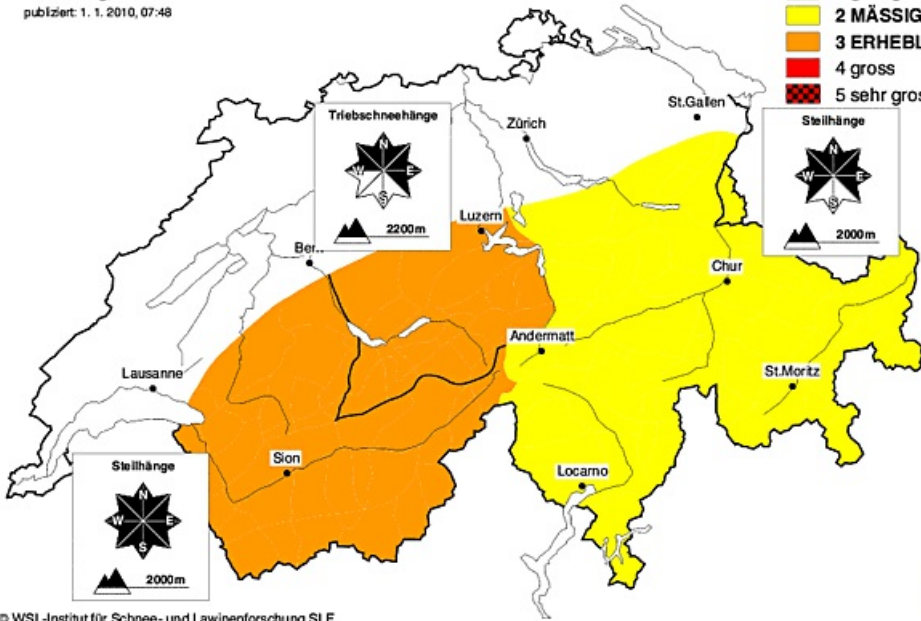 publiziert: 1. 1. 2010, 07:48
2 MÄSSIG
3 ERHEBL
4 gross
5 sehr gros
St.Gallen
Zürich
Triebschneehänge
N
W E
S
2200m
Steilhänge
N
W E
S
2000m
Luzern
Bern
Chur
Andermatt
Lausanne
St.Moritz
Sion
Locarno
Steilhänge
N
W E
S
2000m
© WSL-Institut für Schnee- und Lawinenforschung SLF